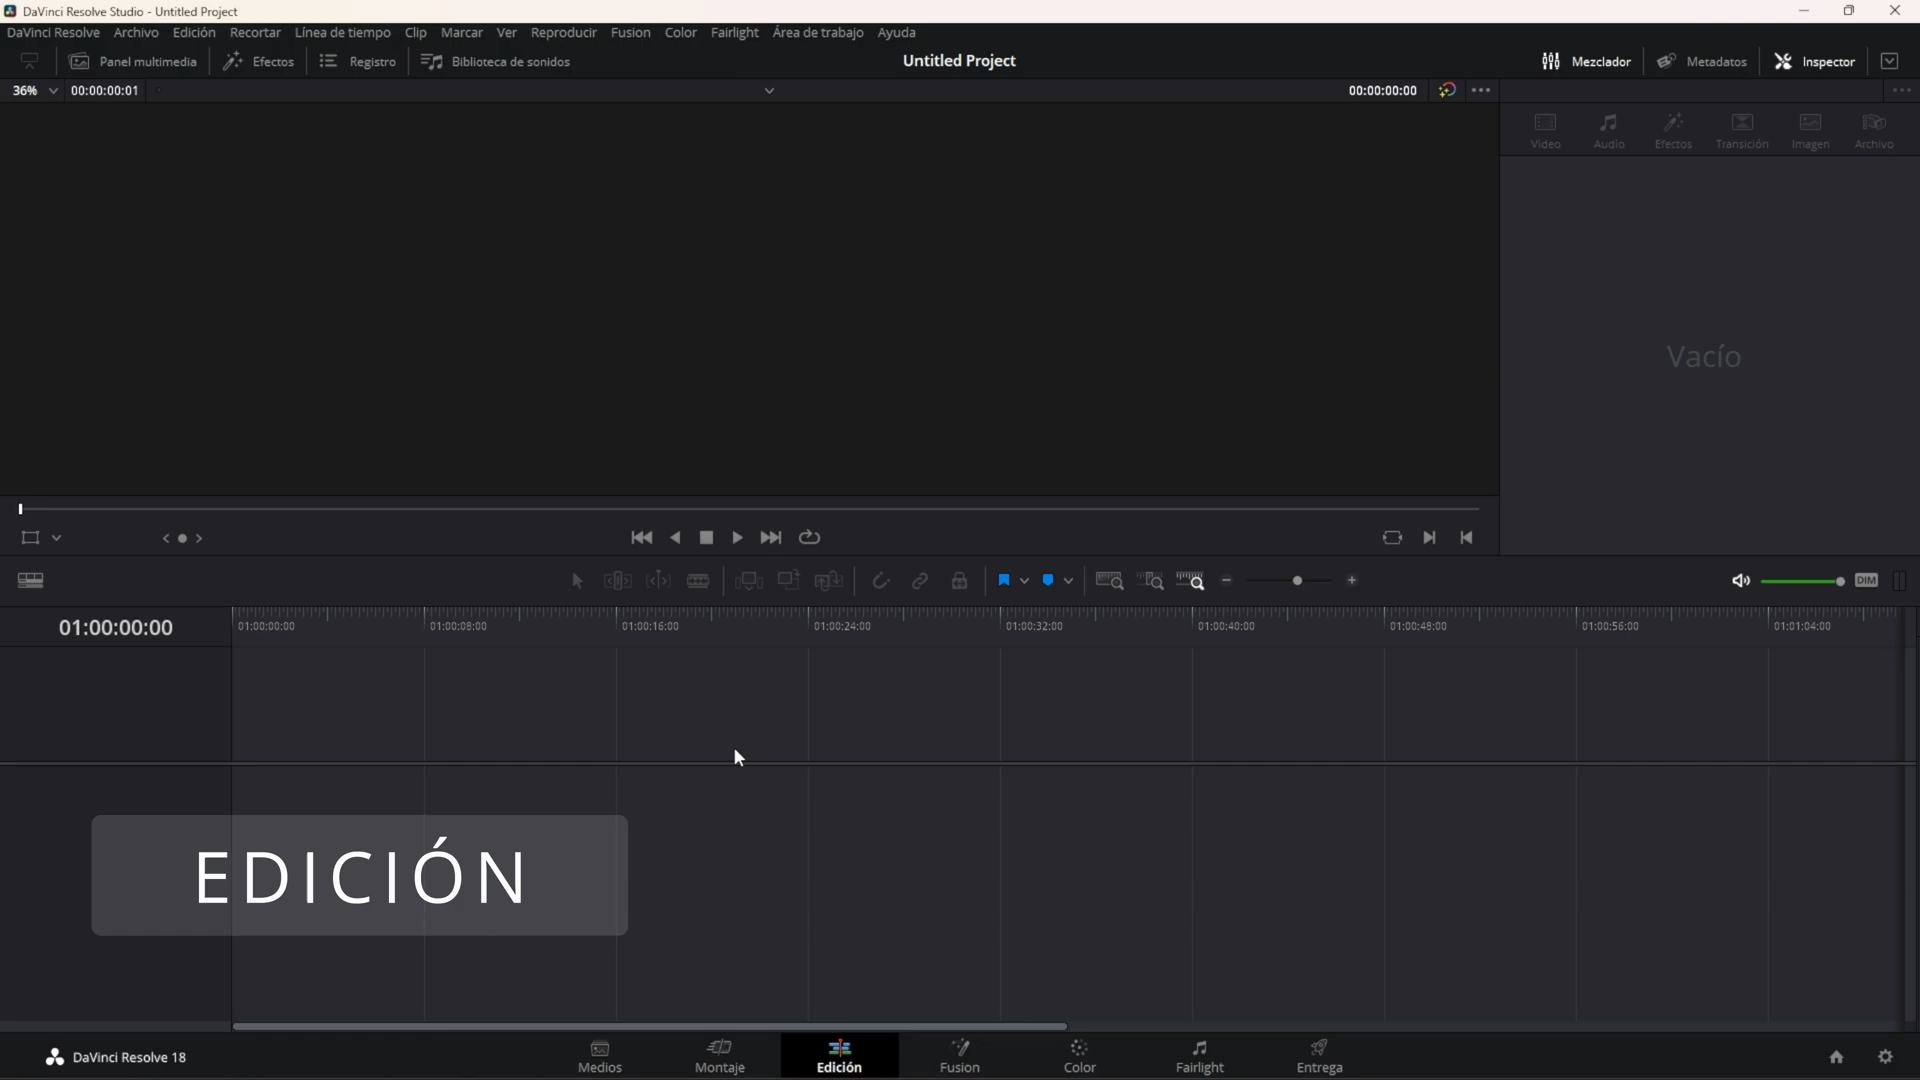 DaVinci Resolve Studio - Untitled Project
DaVinci Resolve Archivo Edición Recortar Línea de tiempo Clip Marcar Ver Reproducir Fusion Color Fairlight Área de trabajo Ayuda
Panel multimedia Efectos Registro Biblioteca de sonidos Untitled Project Mezclador Metadatos Inspector
36% 00:00:00:01 00:00:00:00
Video Audio Efectos Transición Imagen Archivo
Vacío
DIM
01:00:00:00 01:00:00:00 01:00:08:00 01:00:16:00 01:00:24:00 01:00:32:00 01:00:40:00 01:00:48:00 01:00:56:00 01:01:04:00
EDICIÓN
DaVinci Resolve 18 Medios Montaje Edición Fusion Color Fairlight Entrega